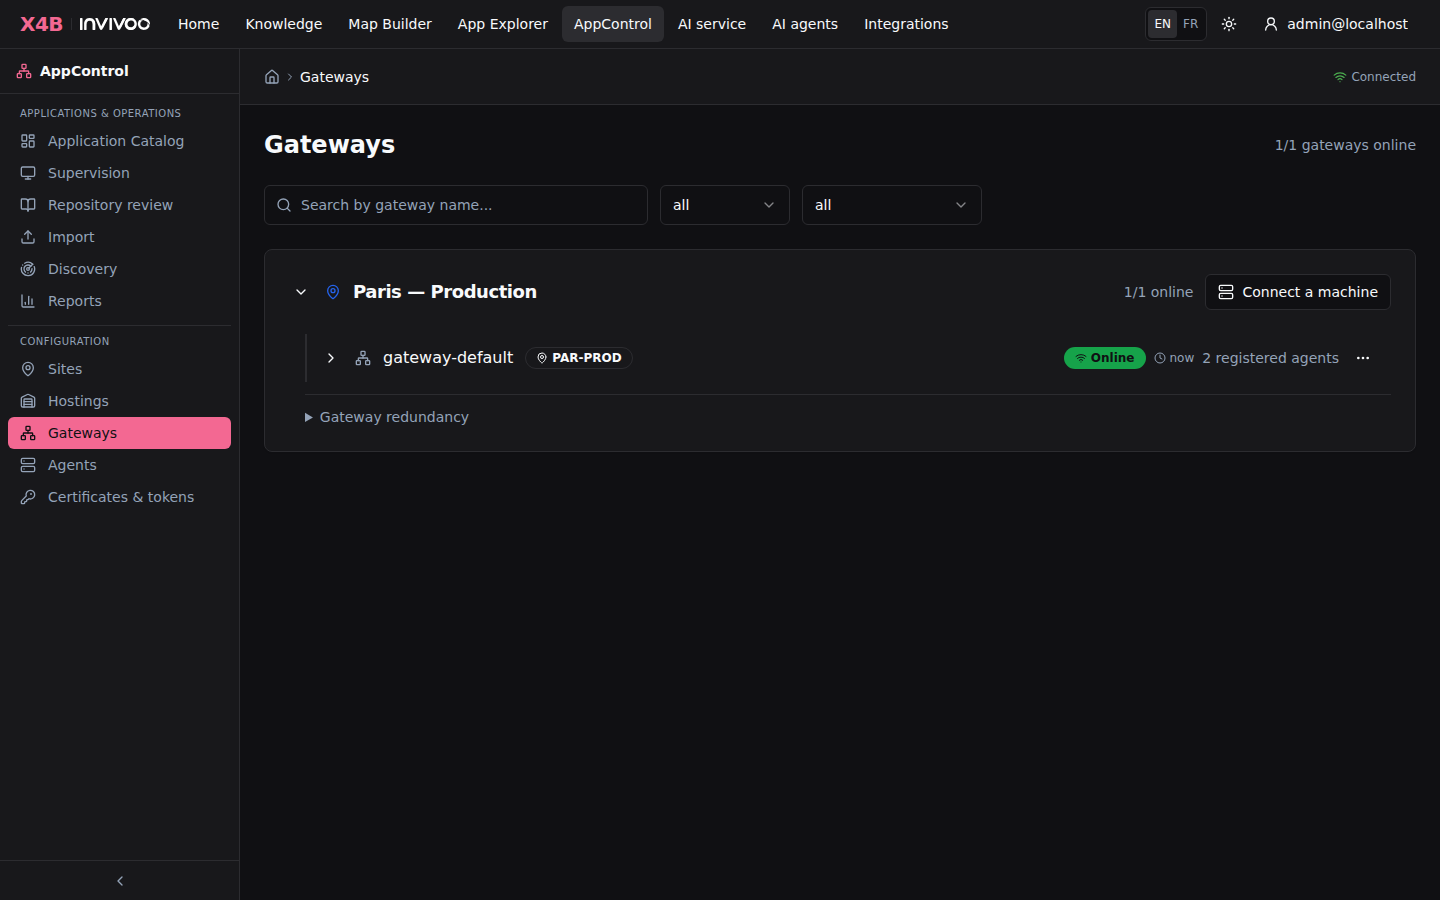 X4B INVIVOO Home Knowledge Map Builder App Explorer AppControl AI service AI agents Integrations EN FR admin@localhost
AppControl
APPLICATIONS & OPERATIONS
Application Catalog
Supervision
Repository review
Import
Discovery
Reports
CONFIGURATION
Sites
Hostings
Gateways
Agents
Certificates & tokens
Gateways Connected
Gateways 1/1 gateways online
Search by gateway name... all all
Paris — Production 1/1 online Connect a machine
gateway-default PAR-PROD Online now 2 registered agents
Gateway redundancy